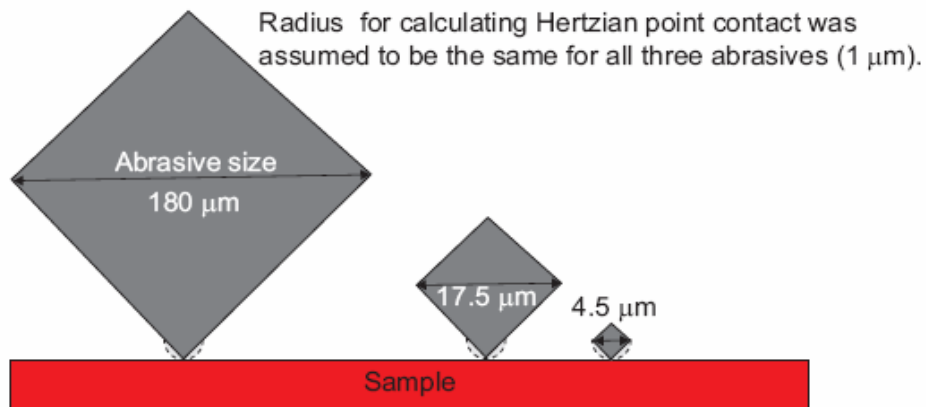 Radius for calculating Hertzian point contact was
assumed to be the same for all three abrasives (1 μm).
Abrasive size
180 μm
17.5 μm
4.5 μm
Sample